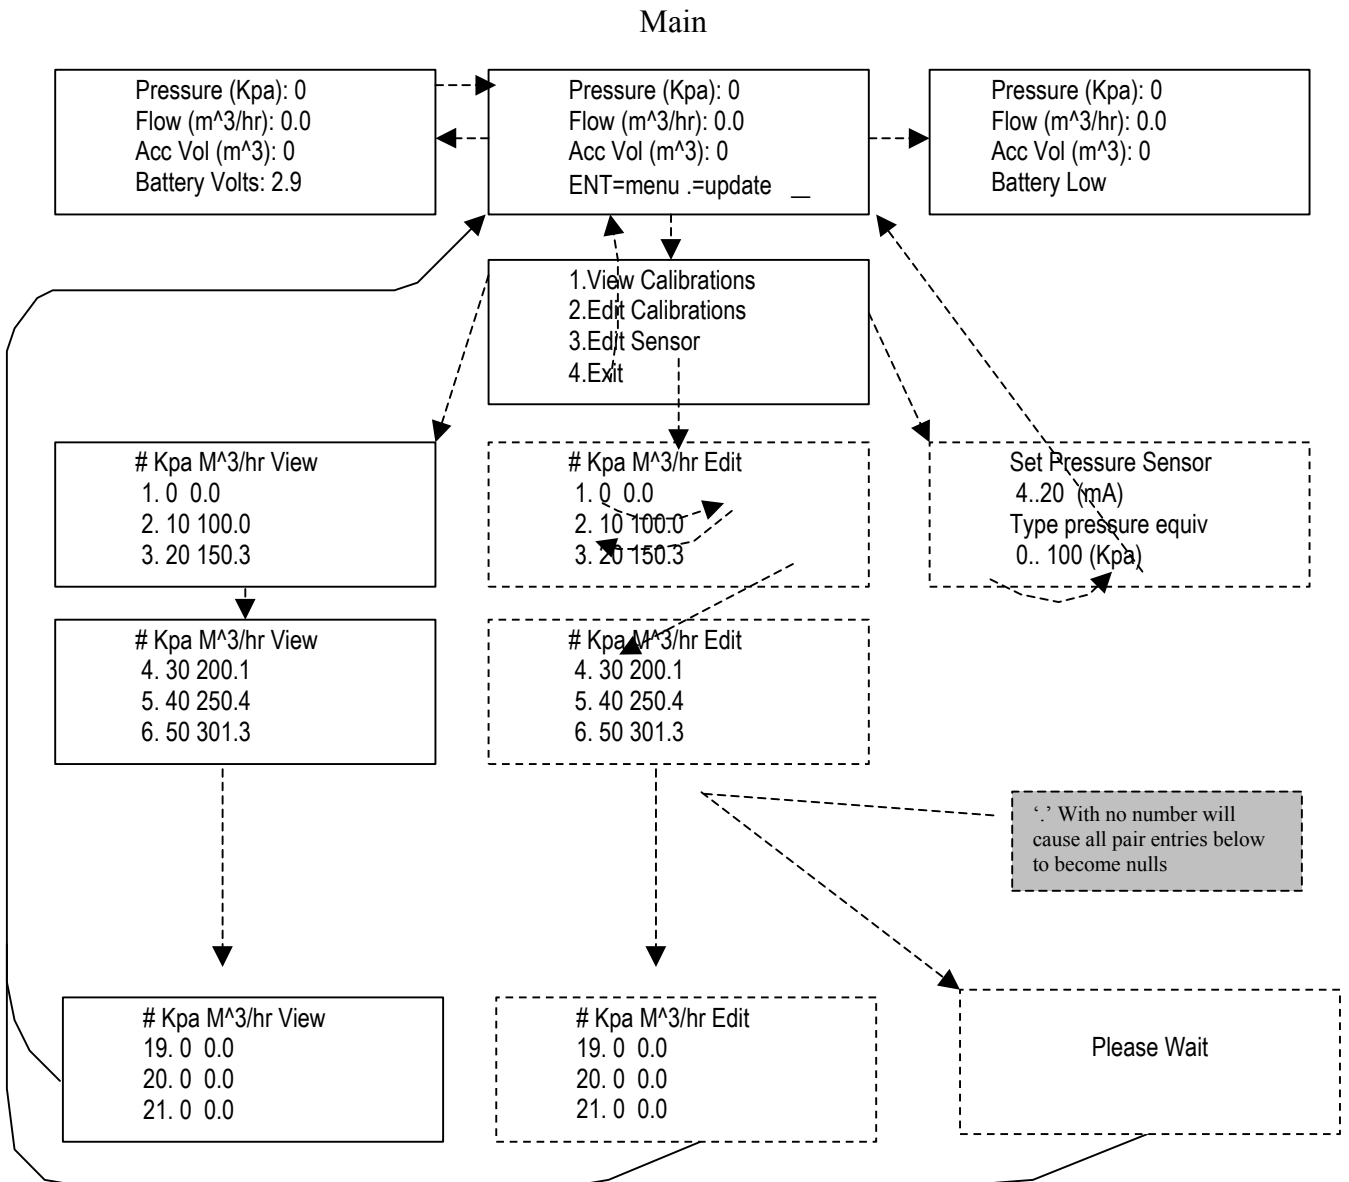 Main
Pressure (Kpa): 0
Flow (m^3/hr): 0.0
Acc Vol (m^3): 0
Battery Volts: 2.9
Pressure (Kpa): 0
Flow (m^3/hr): 0.0
Acc Vol (m^3): 0
ENT=menu .=update _
Pressure (Kpa): 0
Flow (m^3/hr): 0.0
Acc Vol (m^3): 0
Battery Low
1.View Calibrations
2.Edit Calibrations
3.Edit Sensor
4.Exit
# Kpa M^3/hr View
1. 0 0.0
2. 10 100.0
3. 20 150.3
# Kpa M^3/hr Edit
1. 0 0.0
2. 10 100.0
3. 20 150.3
Set Pressure Sensor
4..20 (mA)
Type pressure equiv
0.. 100 (Kpa)
# Kpa M^3/hr View
4. 30 200.1
5. 40 250.4
6. 50 301.3
# Kpa M^3/hr Edit
4. 30 200.1
5. 40 250.4
6. 50 301.3
‘.’ With no number will
cause all pair entries below
to become nulls
# Kpa M^3/hr View
19. 0 0.0
20. 0 0.0
21. 0 0.0
# Kpa M^3/hr Edit
19. 0 0.0
20. 0 0.0
21. 0 0.0
Please Wait